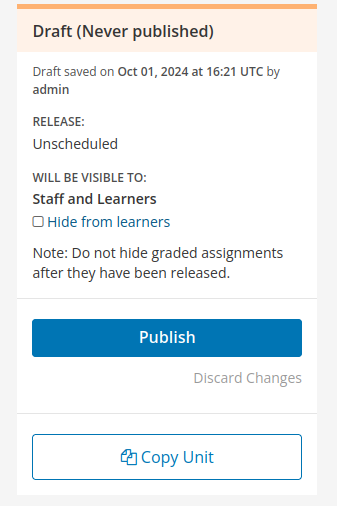 Draft (Never published)
Draft saved on Oct 01, 2024 at 16:21 UTC by
admin
RELEASE:
Unscheduled
WILL BE VISIBLE TO:
Staff and Learners
Hide from learners
Note: Do not hide graded assignments
after they have been released.
Publish
Discard Changes
Copy Unit